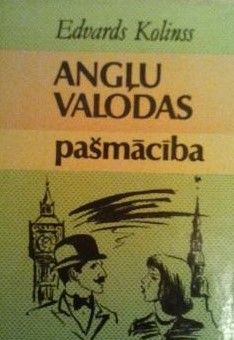 Edvards Kolinss
ANGĻU
VALODAS
pašmācība